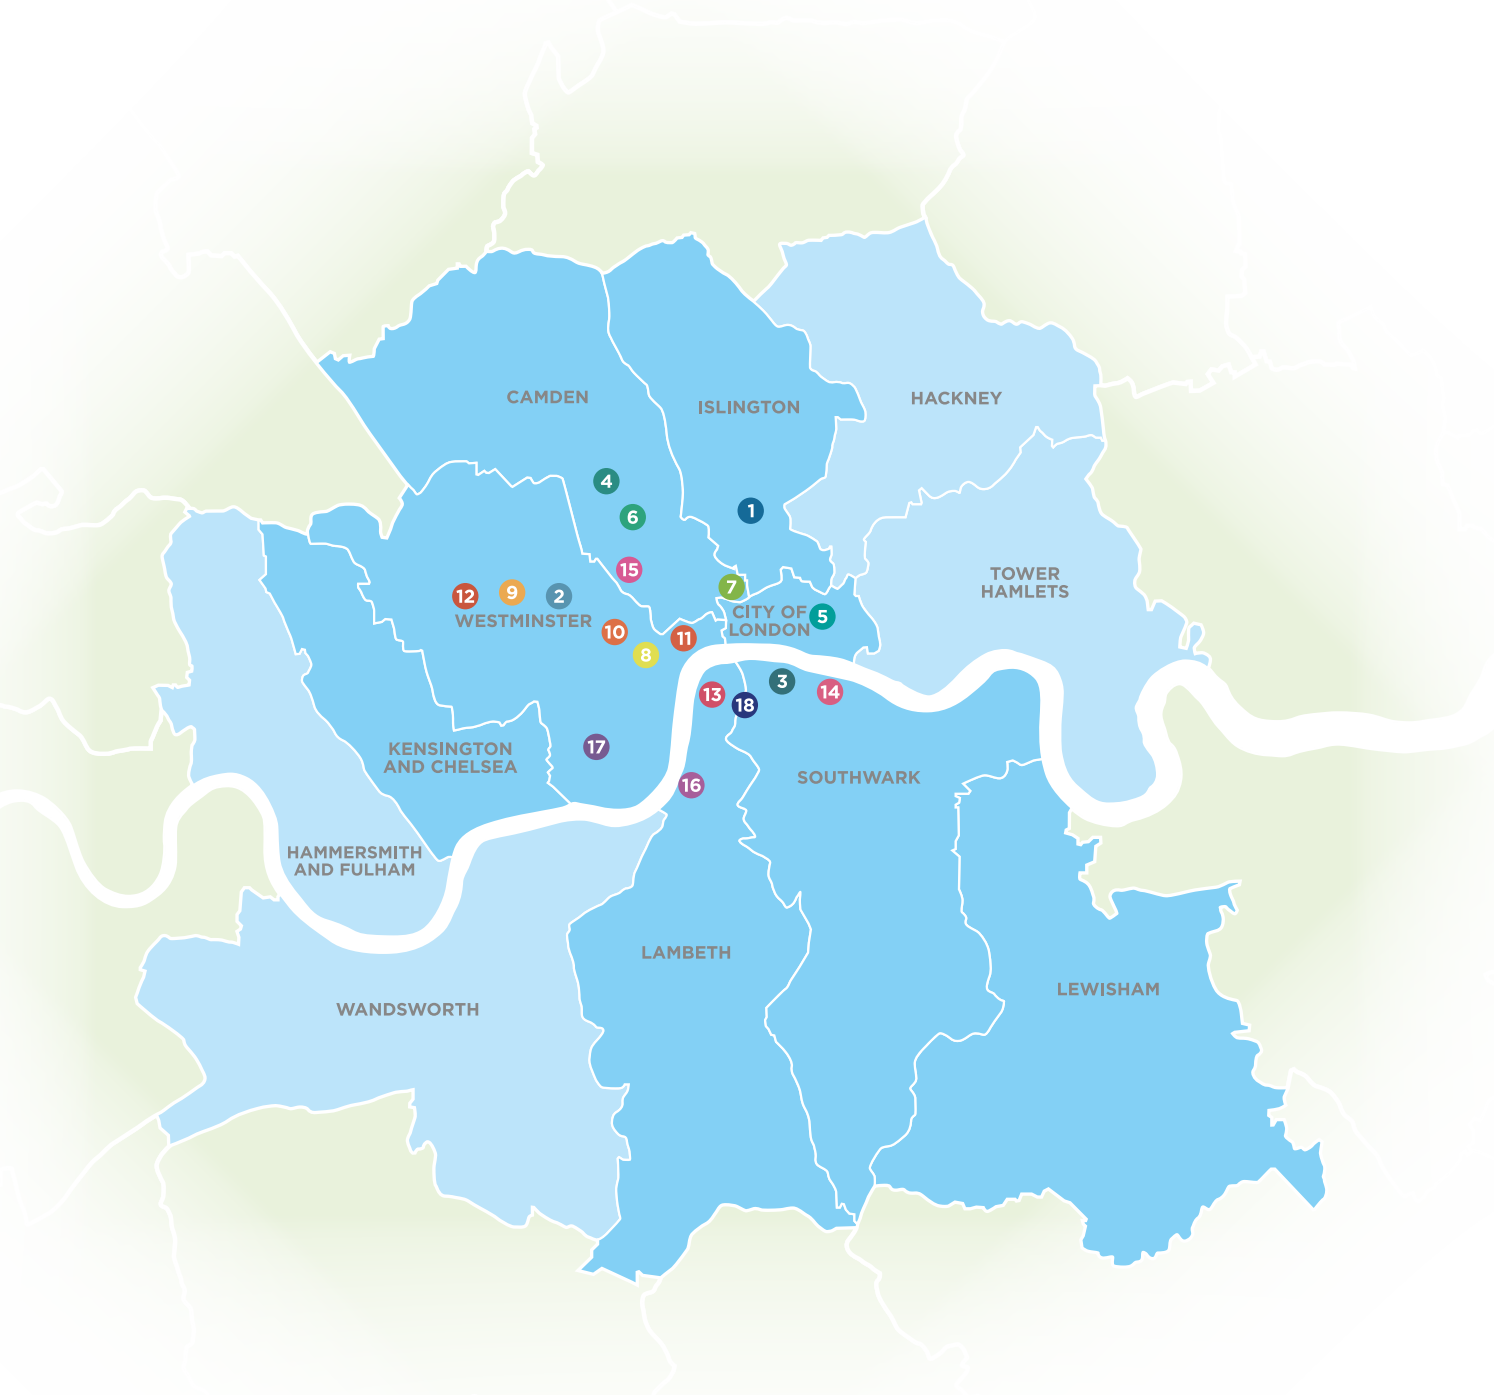 CAMDEN
ISLINGTON
HACKNEY
4
6
1
15
7
TOWER
HAMLETS
12
9
2
WESTMINSTER
10
8
11
CITY OF
LONDON
5
13
18
3
14
17
16
KENSINGTON
AND CHELSEA
SOUTHWARK
HAMMERSMITH
AND FULHAM
LAMBETH
LEWISHAM
WANDSWORTH